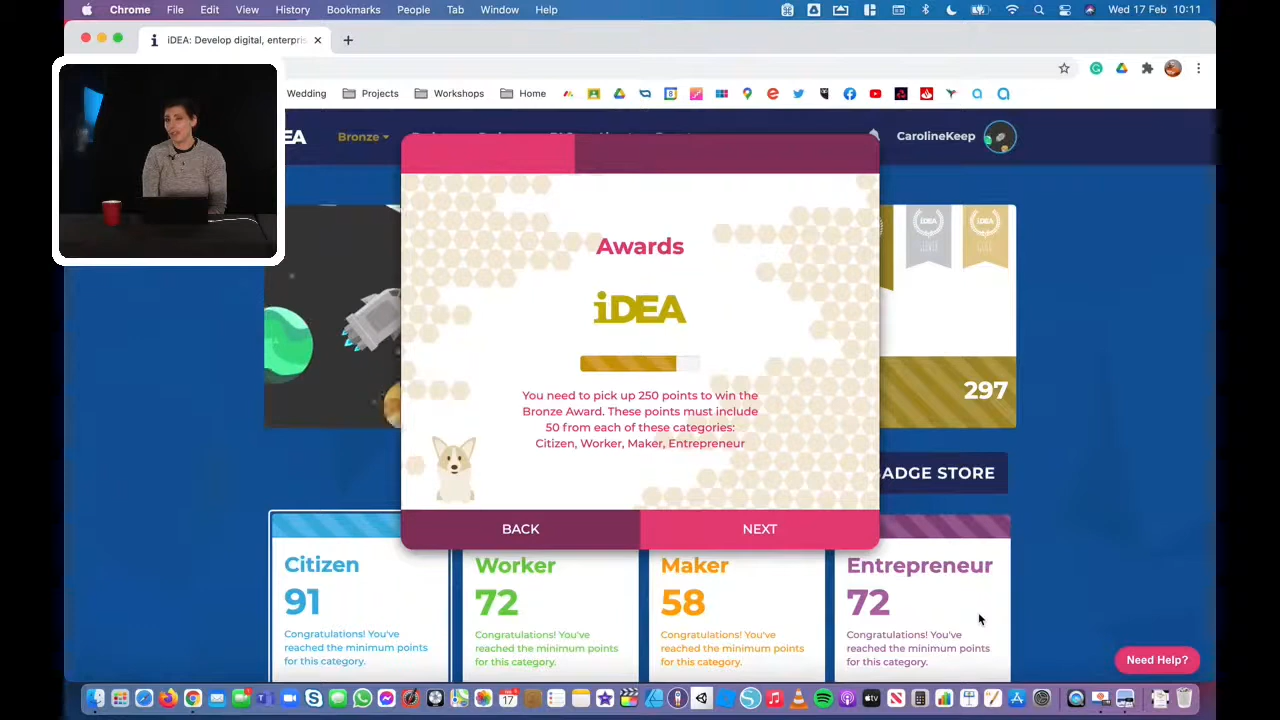 Chrome File Edit View History Bookmarks People Tab Window Help Wed 17 Feb 10:11
iDEA: Develop digital, enterpris
Wedding Projects Workshops Home
Bronze CarolineKeep
Awards
iDEA
You need to pick up 250 points to win the
Bronze Award. These points must include
50 from each of these categories:
Citizen, Worker, Maker, Entrepreneur
297
ADGE STORE
BACK NEXT
Citizen Worker Maker Entrepreneur
91 72 58 72
Congratulations! You've Congratulations! You've Congratulations! You've Congratulations! You've
reached the minimum points reached the minimum points reached the minimum points reached the minimum points
for this category. for this category. for this category. for this category.
Need Help?